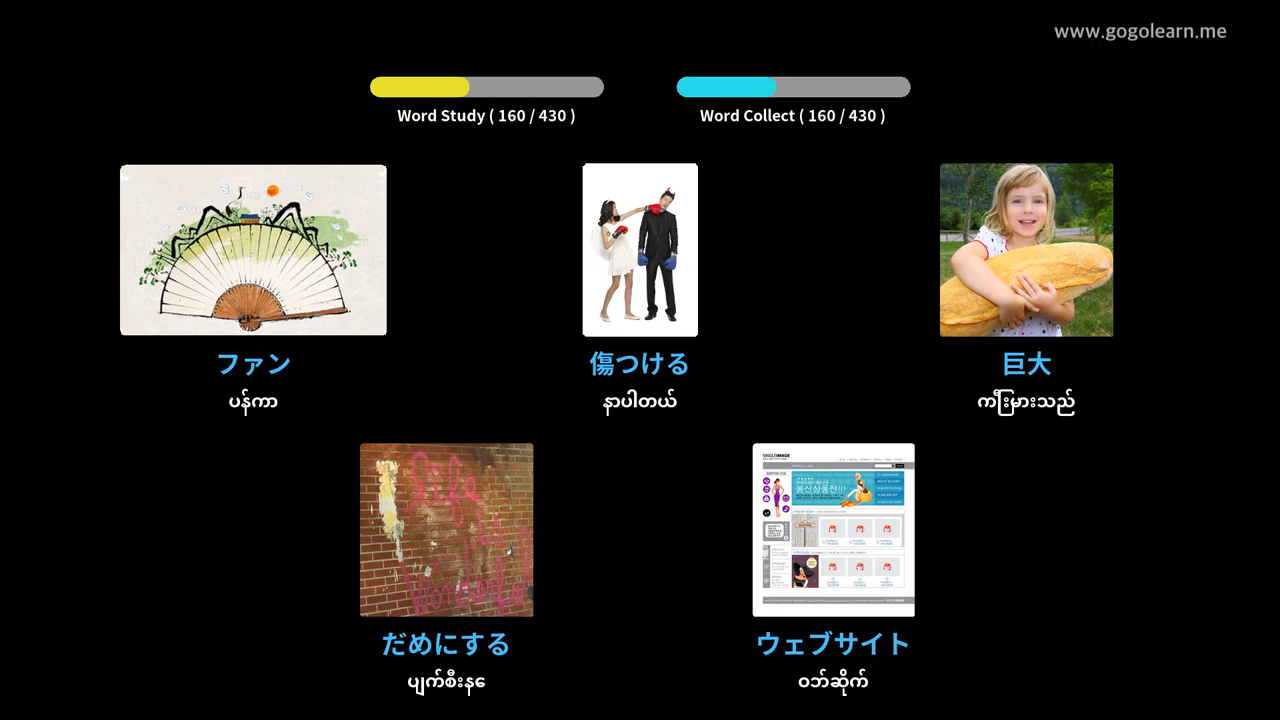 www.gogolearn.me
Word Study ( 160 / 430 )
Word Collect ( 160 / 430 )
ファン
ပန်ကာ
傷つける
နာပါတယ်
巨大
ကြီးမားသည်
だめにする
ပျက်စီးနေ
ウェブサイト
ဝဘ်ဆိုက်
SINGLEIMAGE